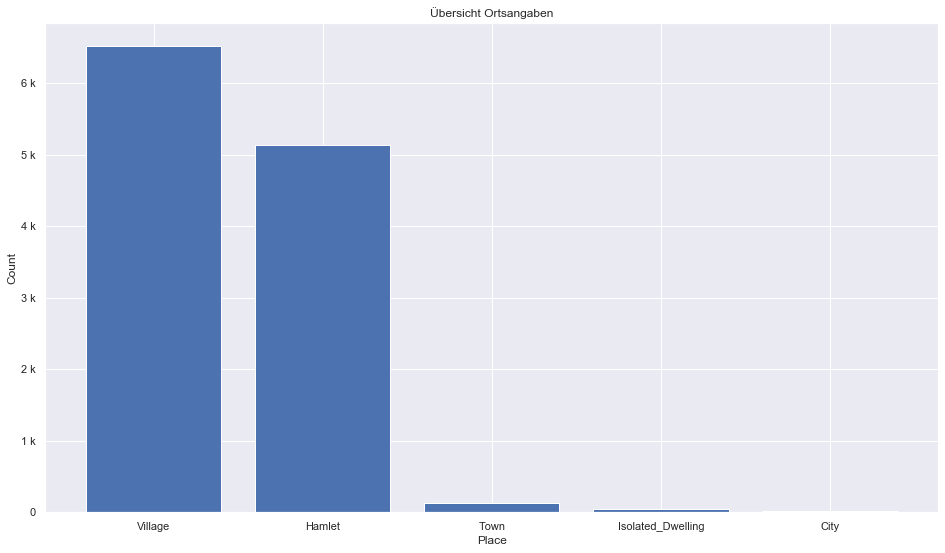 Übersicht Ortsangaben
6 k
5 k
4 k
3 k
2 k
1 k
0
Count
Village Hamlet Town Isolated_Dwelling City
Place